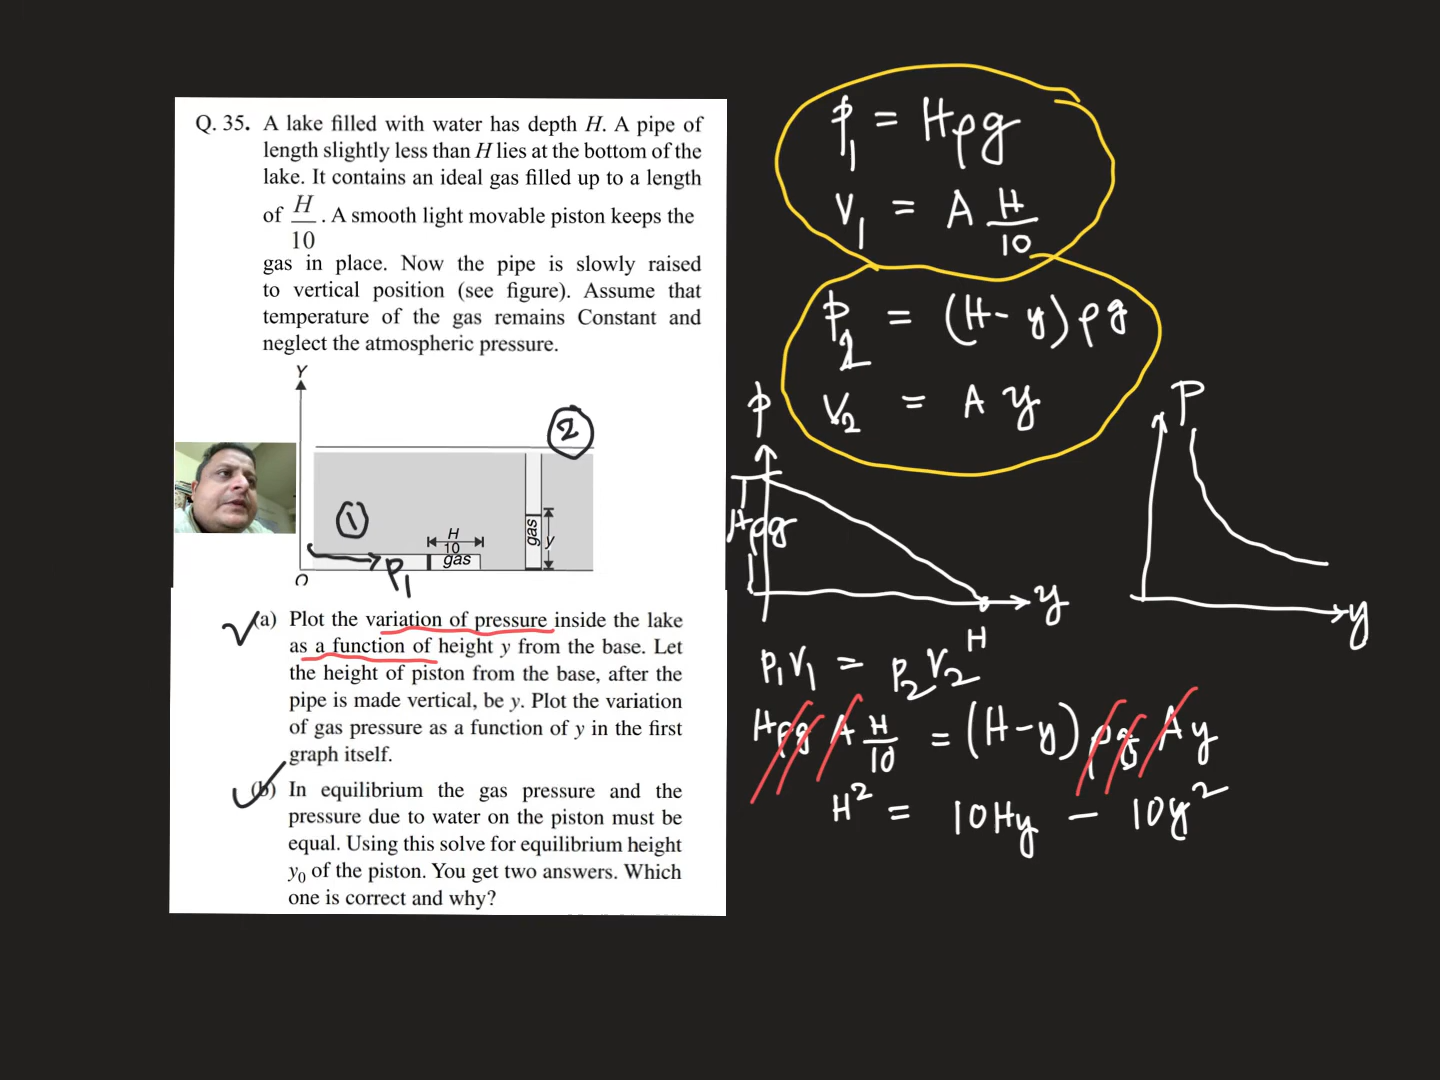 Q. 35. A lake filled with water has depth H. A pipe of
length slightly less than H lies at the bottom of the
lake. It contains an ideal gas filled up to a length
of H/10. A smooth light movable piston keeps the
gas in place. Now the pipe is slowly raised
to vertical position (see figure). Assume that
temperature of the gas remains Constant and
neglect the atmospheric pressure.
Y
2
1
H/10
gas
gas
y
O
P₁
(a) Plot the variation of pressure inside the lake
as a function of height y from the base. Let
the height of piston from the base, after the
pipe is made vertical, be y. Plot the variation
of gas pressure as a function of y in the first
graph itself.
(b) In equilibrium the gas pressure and the
pressure due to water on the piston must be
equal. Using this solve for equilibrium height
y₀ of the piston. You get two answers. Which
one is correct and why?
p₁ = Hρg
V₁ = A H/10
p₂ = (H-y)ρg
V₂ = A y
p
Hρg
y
H
P
y
p₁V₁ = p₂V₂
Hρg A H/10 = (H-y) ρg A y
H² = 10Hy - 10y²